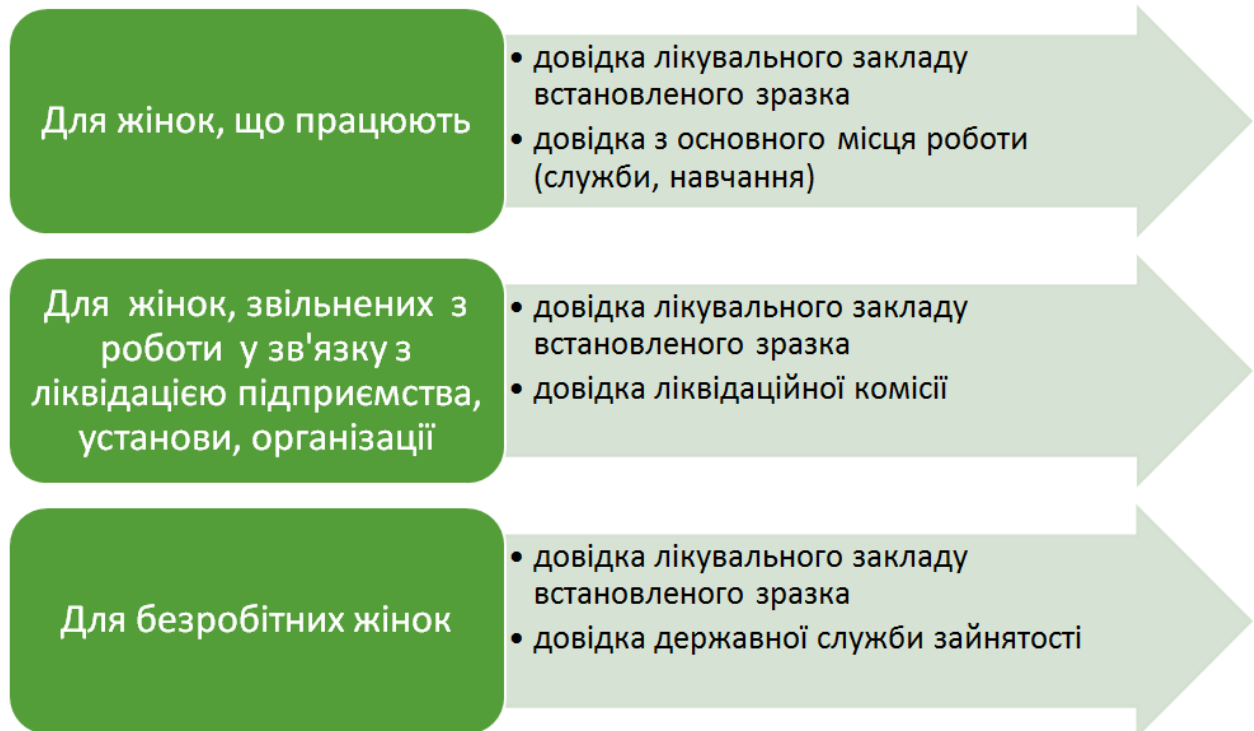 Для жінок, що працюють
• довідка лікувального закладу
встановленого зразка
• довідка з основного місця роботи
(служби, навчання)
Для жінок, звільнених з
роботи у зв'язку з
ліквідацією підприємства,
установи, організації
• довідка лікувального закладу
встановленого зразка
• довідка ліквідаційної комісії
Для безробітних жінок
• довідка лікувального закладу
встановленого зразка
• довідка державної служби зайнятості